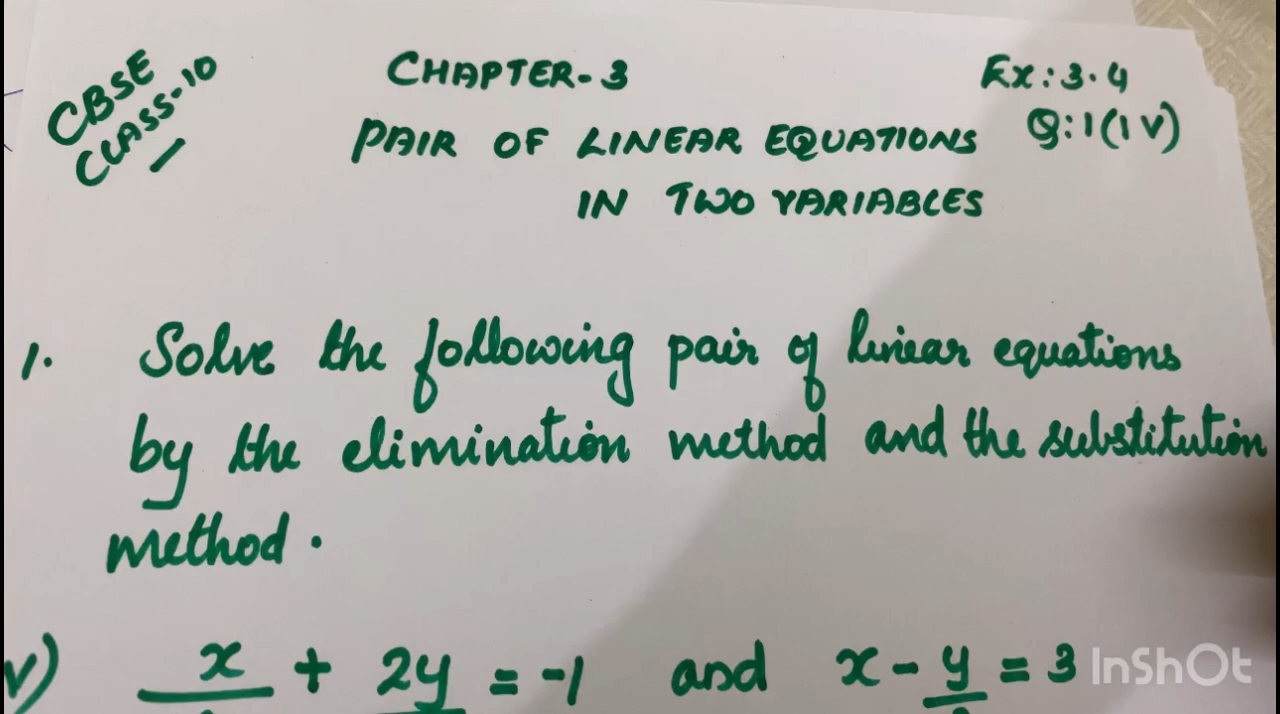 CBSE
CLASS-10
CHAPTER-3
Ex:3.4
PAIR OF LINEAR EQUATIONS
Q:1(iv)
IN TWO VARIABLES
1. Solve the following pair of linear equations
by the elimination method and the substitution
method.
v) x + 2y = -1 and x - y = 3
InShOt